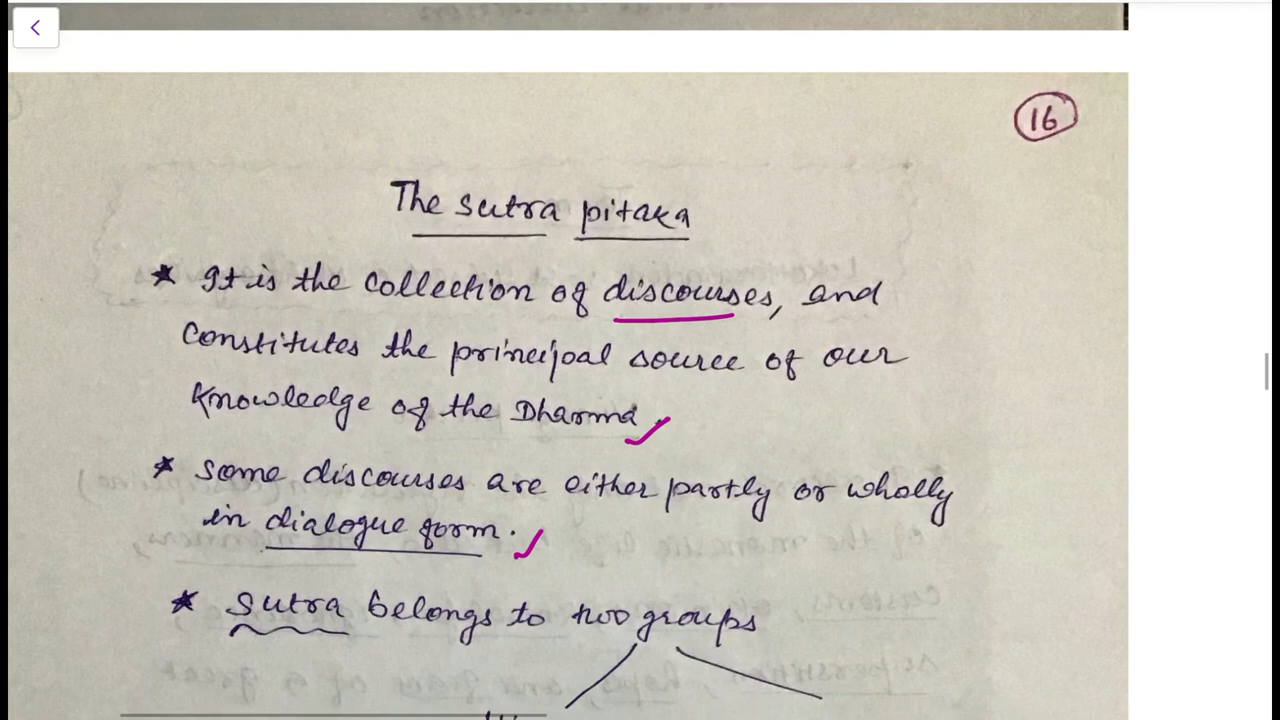 16
The sutra pitaka
* It is the collection of discourses, and
constitutes the principal source of our
knowledge of the Dharma.
* some discourses are either partly or wholly
in dialogue form.
* sutra belongs to two groups